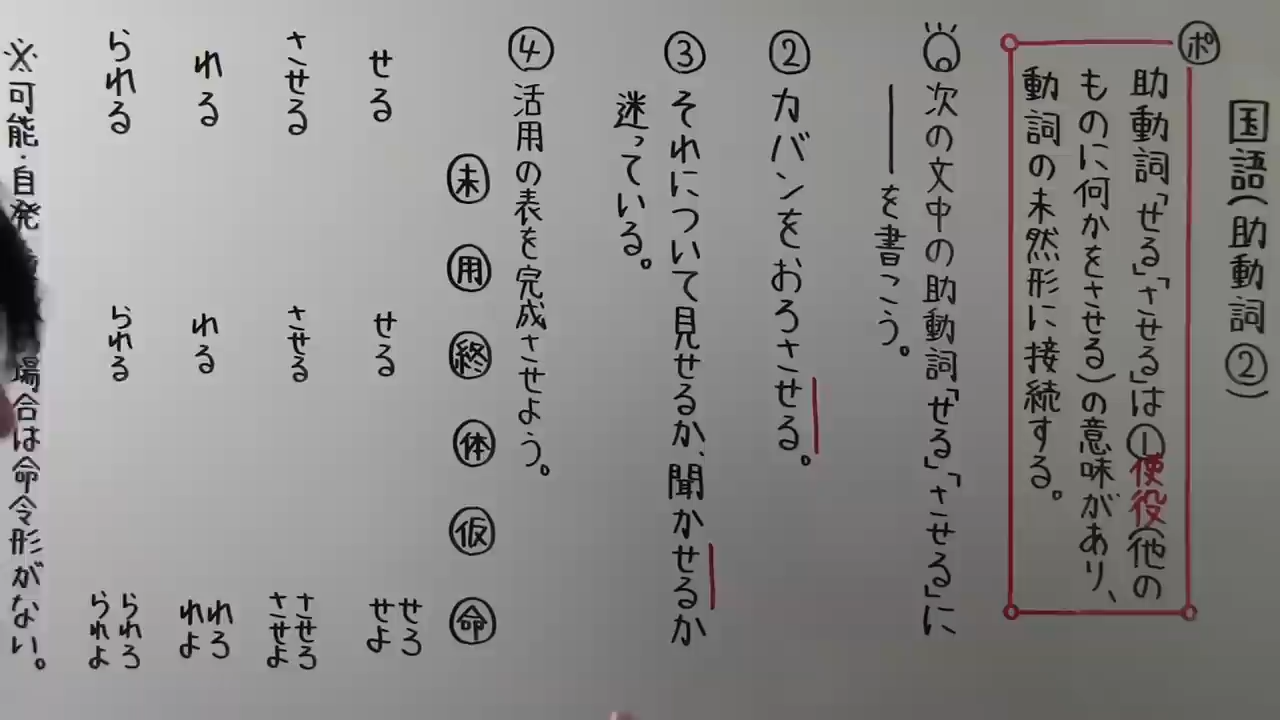 国語(助動詞②)
ポ
助動詞「せる」「させる」は①使役(他の
ものに何かをさせる)の意味があり、
動詞の未然形に接続する。
次の文中の助動詞「せる」「させる」に
――を書こう。
②カバンをおろさせる。
③それについて見せるか、聞かせるか
迷っている。
④活用の表を完成させよう。
未 用 終 体 仮 命
せる せる せろ せよ
させる させる させろ させよ
れる れる れろ れよ
られる られる られろ られよ
※可能・自発 場合は命令形がない。